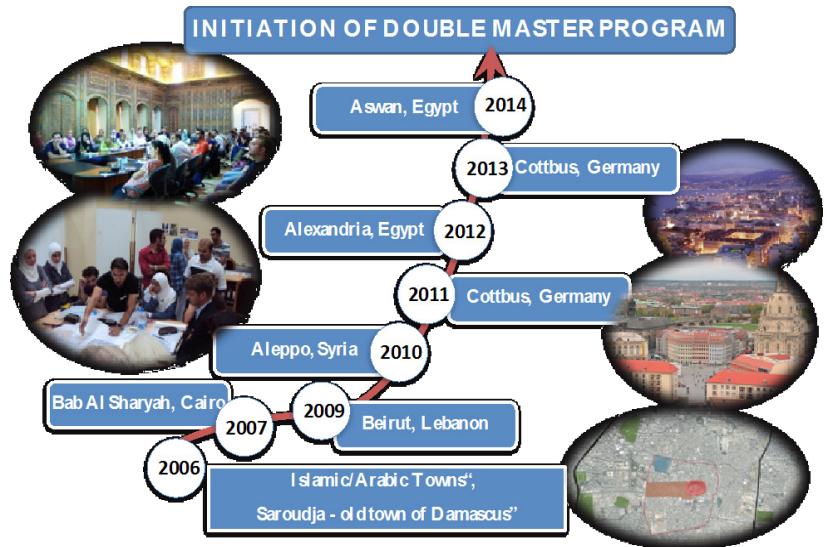 INITIATION OF DOUBLE MASTER PROGRAM
Aswan, Egypt
2014
2013
Cottbus, Germany
Alexandria, Egypt
2012
2011
Cottbus, Germany
Aleppo, Syria
2010
Bab Al Sharyah, Cairo
2007
2009
Beirut, Lebanon
2006
Islamic/Arabic Towns“,
Saroudja - old town of Damascus”